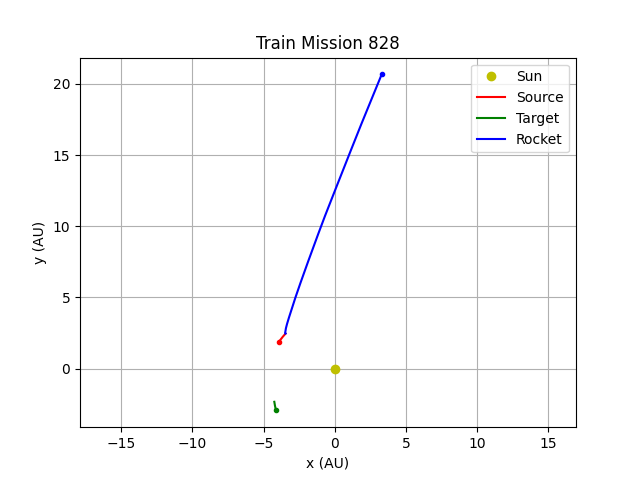 Train Mission 828
Sun
Source
Target
Rocket
20
15
10
5
0
y (AU)
−15
−10
−5
0
5
10
15
x (AU)